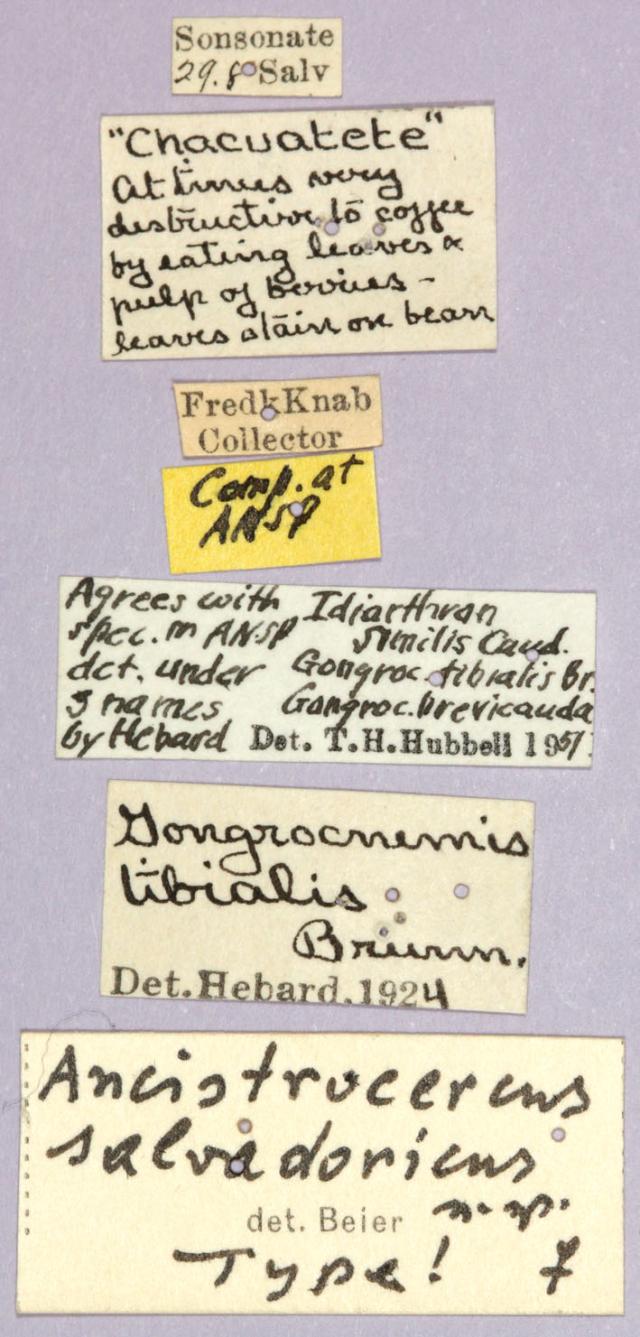 Sonsonate
29.8 Salv
"Chacuatete"
At times very
destructive to coffee
by eating leaves &
pulp of berries -
leaves stain on bean
Fredk Knab
Collector
Comp. at
ANSP
Agrees with Idiarthron
spec. in ANSP similis Caud.
det. under Gongroc. tibialis Br.
3 names Gongroc. brevicauda
by Hebard Det. T.H.Hubbell 1951
Gongrocnemis
tibialis
Brunn.
Det. Hebard, 1924
Ancistrocercus
salvadoricus
det. Beier n. sp.
Type! ♀